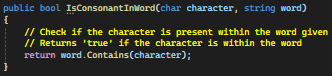 public bool IsConsonantInWord(char character, string word)
{
// Check if the character is present within the word given
// Returns 'true' if the character is within the word
return word.Contains(character);
}